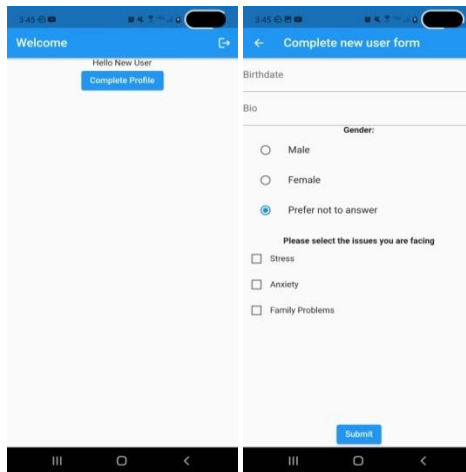 3:45
Welcome
Hello New User
Complete Profile
3:45
Complete new user form
Birthdate
Bio
Gender:
Male
Female
Prefer not to answer
Please select the issues you are facing
Stress
Anxiety
Family Problems
Submit